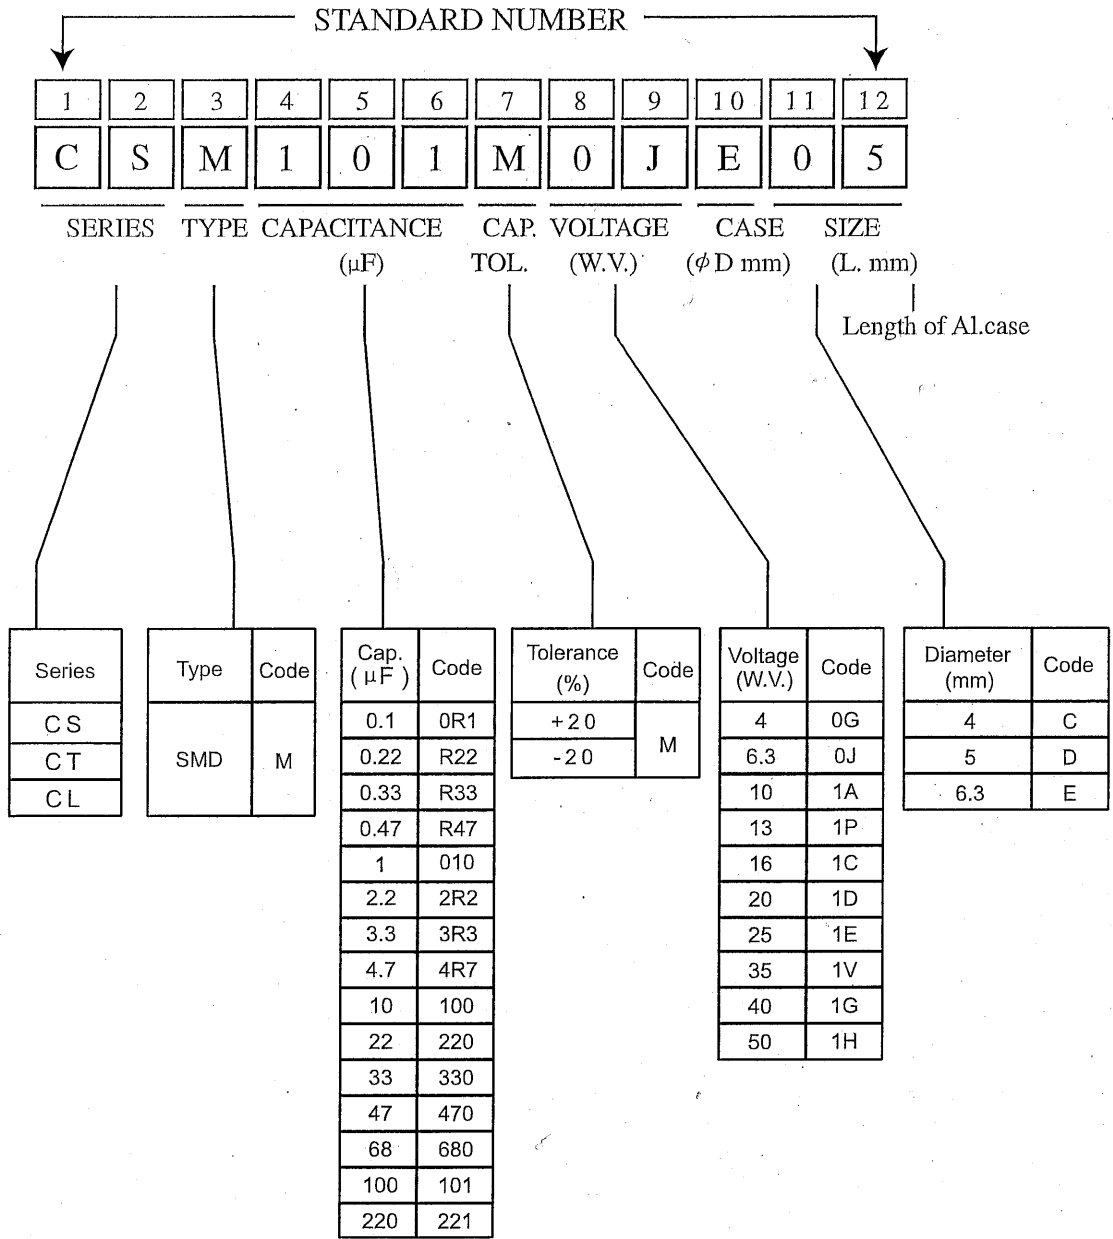 STANDARD NUMBER
1 2 3 4 5 6 7 8 9 10 11 12
C S M 1 0 1 M 0 J E 0 5
SERIES TYPE CAPACITANCE CAP. VOLTAGE CASE SIZE
(μF) TOL. (W.V.) (ϕD mm) (L. mm)
Length of Al.case
Series
CS
CT
CL
Type Code
SMD M
Cap. (μF) Code
0.1 0R1
0.22 R22
0.33 R33
0.47 R47
1 010
2.2 2R2
3.3 3R3
4.7 4R7
10 100
22 220
33 330
47 470
68 680
100 101
220 221
Tolerance (%) Code
+20 M
-20
Voltage (W.V.) Code
4 0G
6.3 0J
10 1A
13 1P
16 1C
20 1D
25 1E
35 1V
40 1G
50 1H
Diameter (mm) Code
4 C
5 D
6.3 E